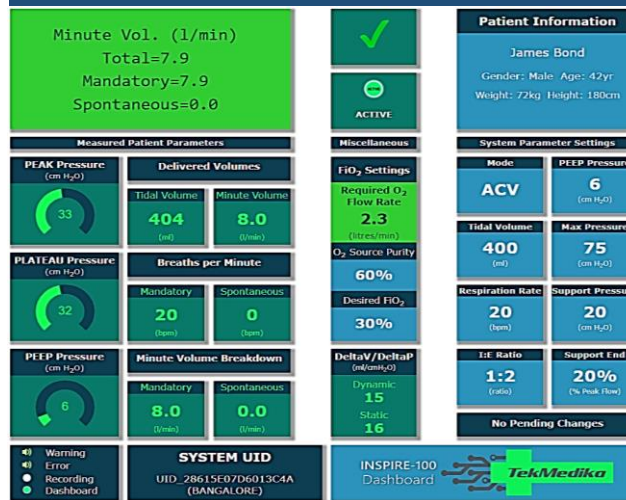 Minute Vol. (l/min)
Total=7.9
Mandatory=7.9
Spontaneous=0.0
ACTIVE
Patient Information
James Bond
Gender: Male Age: 42yr
Weight: 72kg Height: 180cm
Measured Patient Parameters
Miscellaneous
System Parameter Settings
PEAK Pressure
(cm H₂O)
33
Delivered Volumes
Tidal Volume
404
(ml)
Minute Volume
8.0
(l/min)
PLATEAU Pressure
(cm H₂O)
32
Breaths per Minute
Mandatory
20
(bpm)
Spontaneous
0
(bpm)
PEEP Pressure
(cm H₂O)
6
Minute Volume Breakdown
Mandatory
8.0
(l/min)
Spontaneous
0.0
(l/min)
FiO₂ Settings
Required O₂
Flow Rate
2.3
(litres/min)
O₂ Source Purity
60%
Desired FiO₂
30%
DeltaV/DeltaP
(ml/cmH₂O)
Dynamic
15
Static
16
Mode
ACV
PEEP Pressure
6
(cm H₂O)
Tidal Volume
400
(ml)
Max Pressure
75
(cm H₂O)
Respiration Rate
20
(bpm)
Support Pressu
20
(cm H₂O)
I:E Ratio
1:2
(ratio)
Support End
20%
(% Peak Flow)
No Pending Changes
Warning
Error
Recording
Dashboard
SYSTEM UID
UID_28615E07D6013C4A
(BANGALORE)
INSPIRE-100
Dashboard
TekMedika